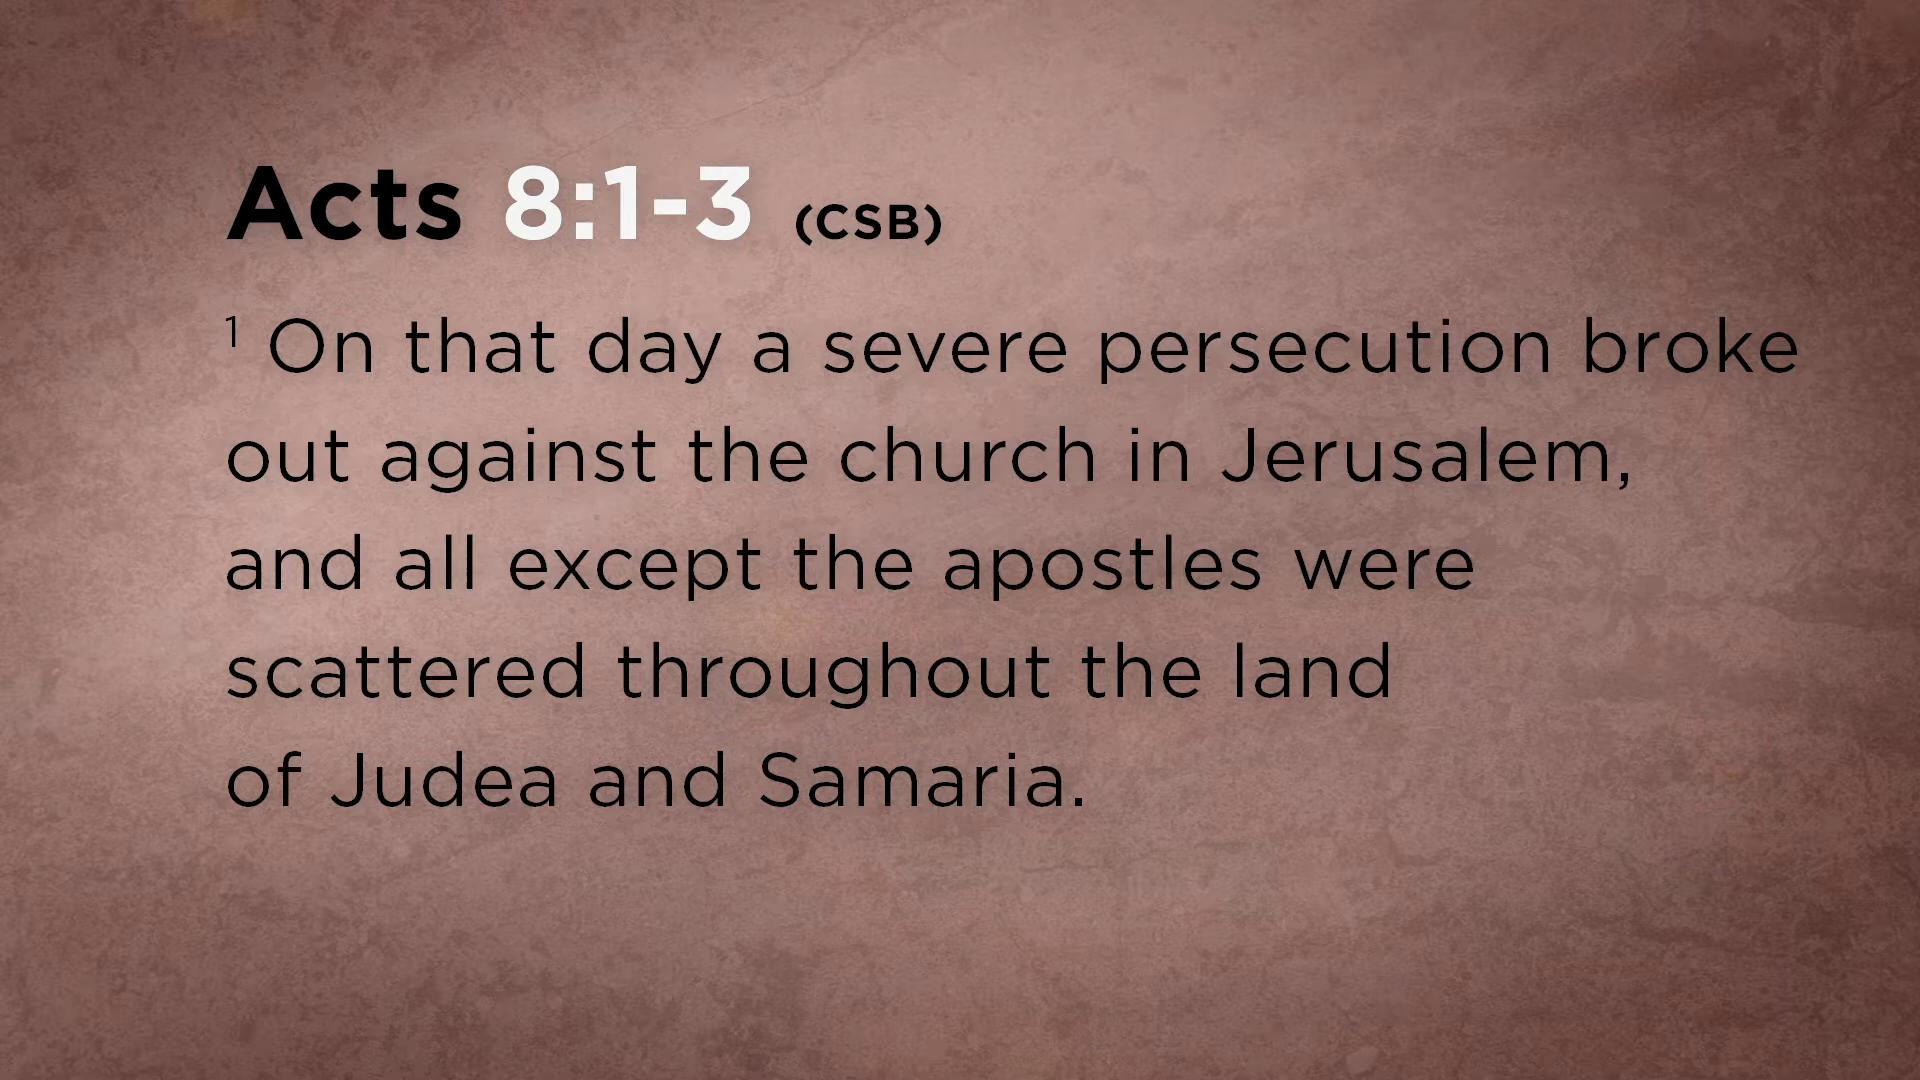 Acts 8:1-3 (CSB)
¹ On that day a severe persecution broke
out against the church in Jerusalem,
and all except the apostles were
scattered throughout the land
of Judea and Samaria.